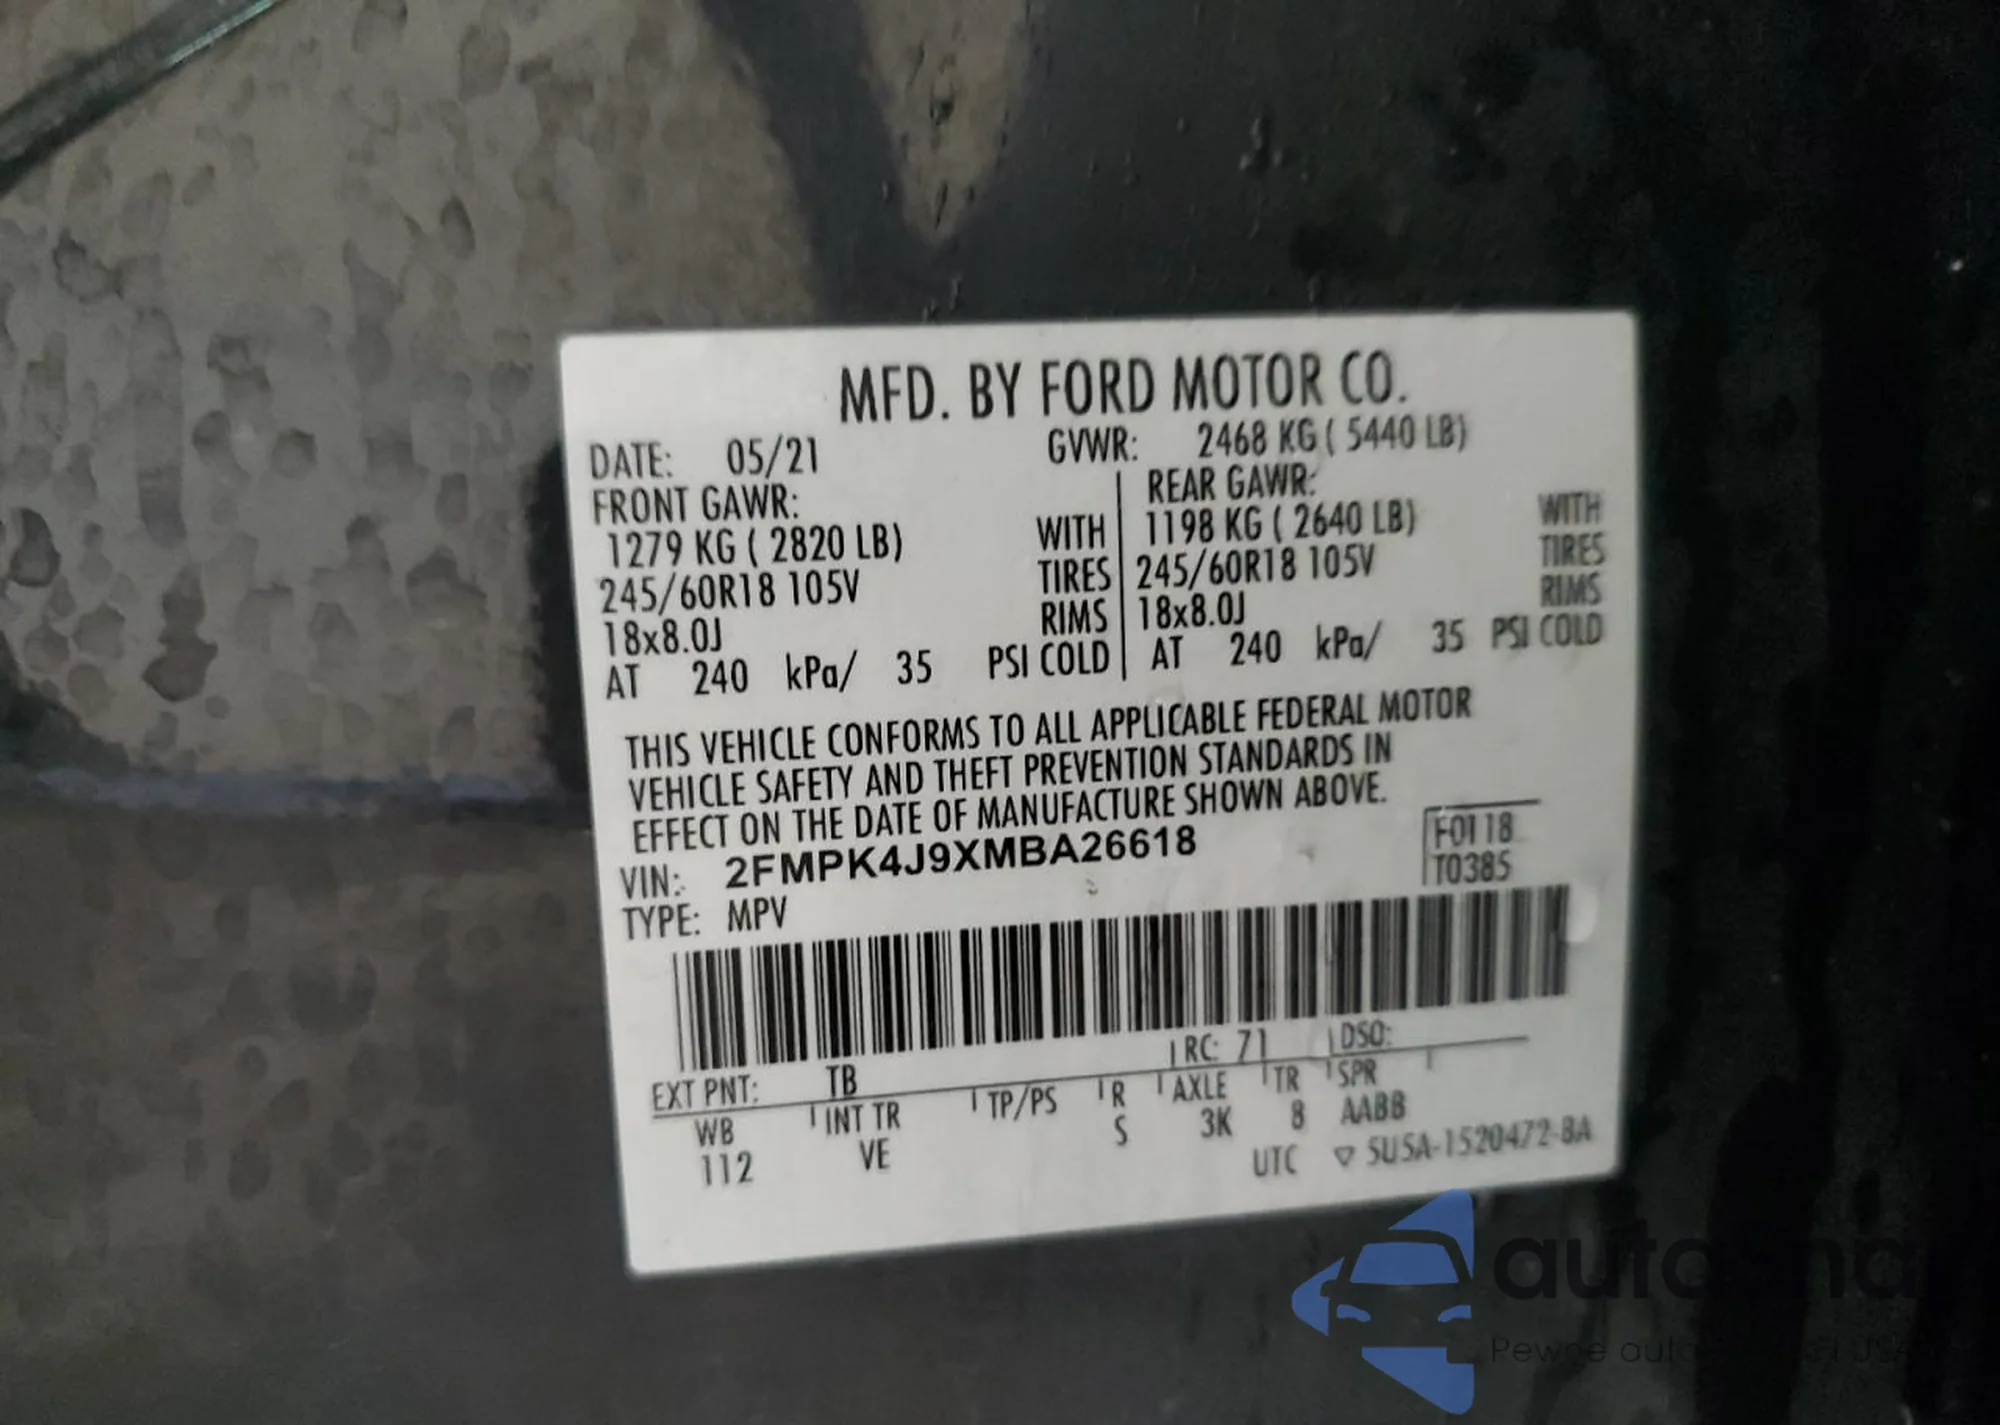 MFD. BY FORD MOTOR CO.
DATE: 05/21 GVWR: 2468 KG ( 5440 LB)
FRONT GAWR: REAR GAWR:
1279 KG ( 2820 LB) WITH 1198 KG ( 2640 LB) WITH
245/60R18 105V TIRES 245/60R18 105V TIRES
18x8.0J RIMS 18x8.0J RIMS
AT 240 kPa/ 35 PSI COLD AT 240 kPa/ 35 PSI COLD
THIS VEHICLE CONFORMS TO ALL APPLICABLE FEDERAL MOTOR
VEHICLE SAFETY AND THEFT PREVENTION STANDARDS IN
EFFECT ON THE DATE OF MANUFACTURE SHOWN ABOVE.
VIN: 2FMPK4J9XMBA26618 F0118
TYPE: MPV T0385
EXT PNT: TB RC: 71 DSO:
WB INT TR TP/PS R AXLE TR SPR
112 VE S 3K 8 AABB
UTC ▽ 5U5A-1520472-BA